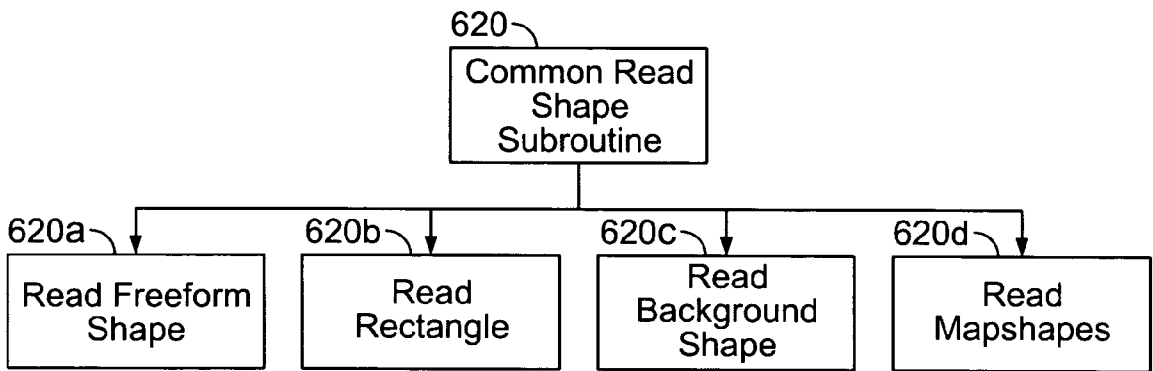 620
Common Read
Shape
Subroutine
620a
Read Freeform
Shape
620b
Read
Rectangle
620c
Read
Background
Shape
620d
Read
Mapshapes